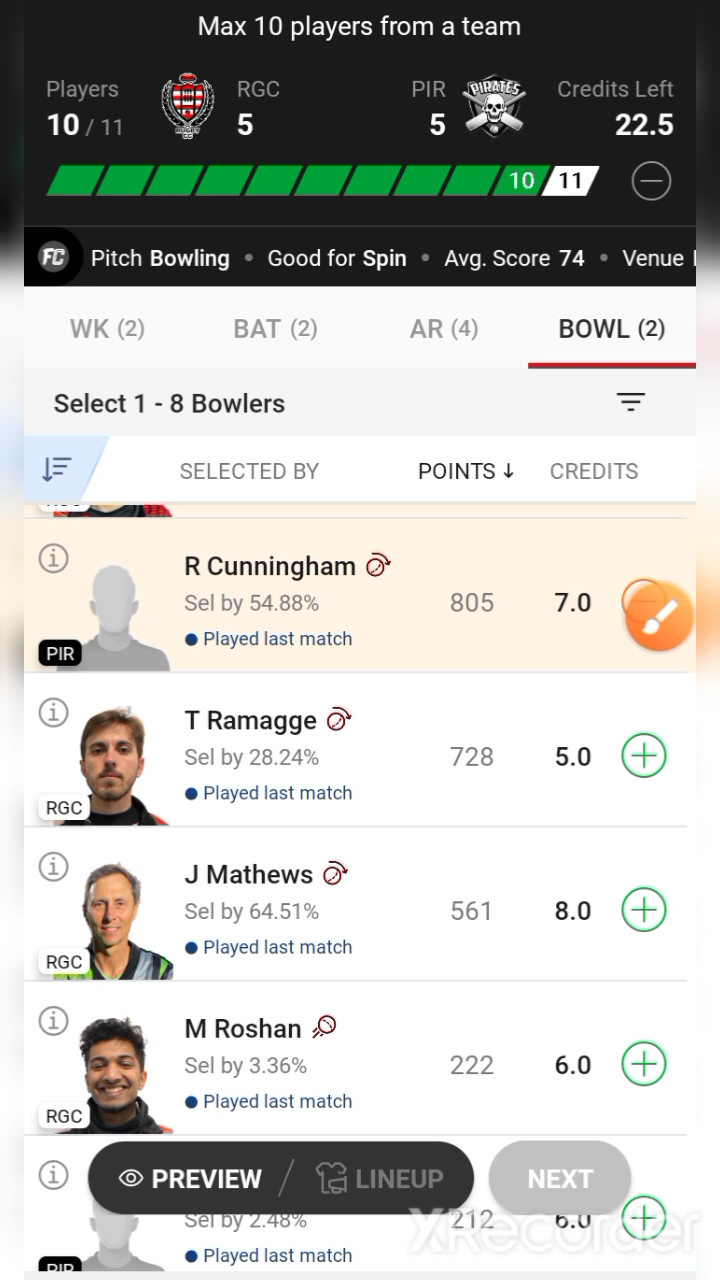 Max 10 players from a team
Players RGC PIR Credits Left
10 / 11 5 5 22.5
PIRATES
RUGBY
CC
10 11
FC Pitch Bowling • Good for Spin • Avg. Score 74 • Venue
WK (2) BAT (2) AR (4) BOWL (2)
Select 1 - 8 Bowlers
SELECTED BY POINTS ↓ CREDITS
R Cunningham
Sel by 54.88% 805 7.0
Played last match
PIR
T Ramagge
Sel by 28.24% 728 5.0
Played last match
RGC
J Mathews
Sel by 64.51% 561 8.0
Played last match
RGC
M Roshan
Sel by 3.36% 222 6.0
Played last match
RGC
PREVIEW / LINEUP NEXT
Sel by 2.48% 212 6.0
XRecorder
Played last match
PIR